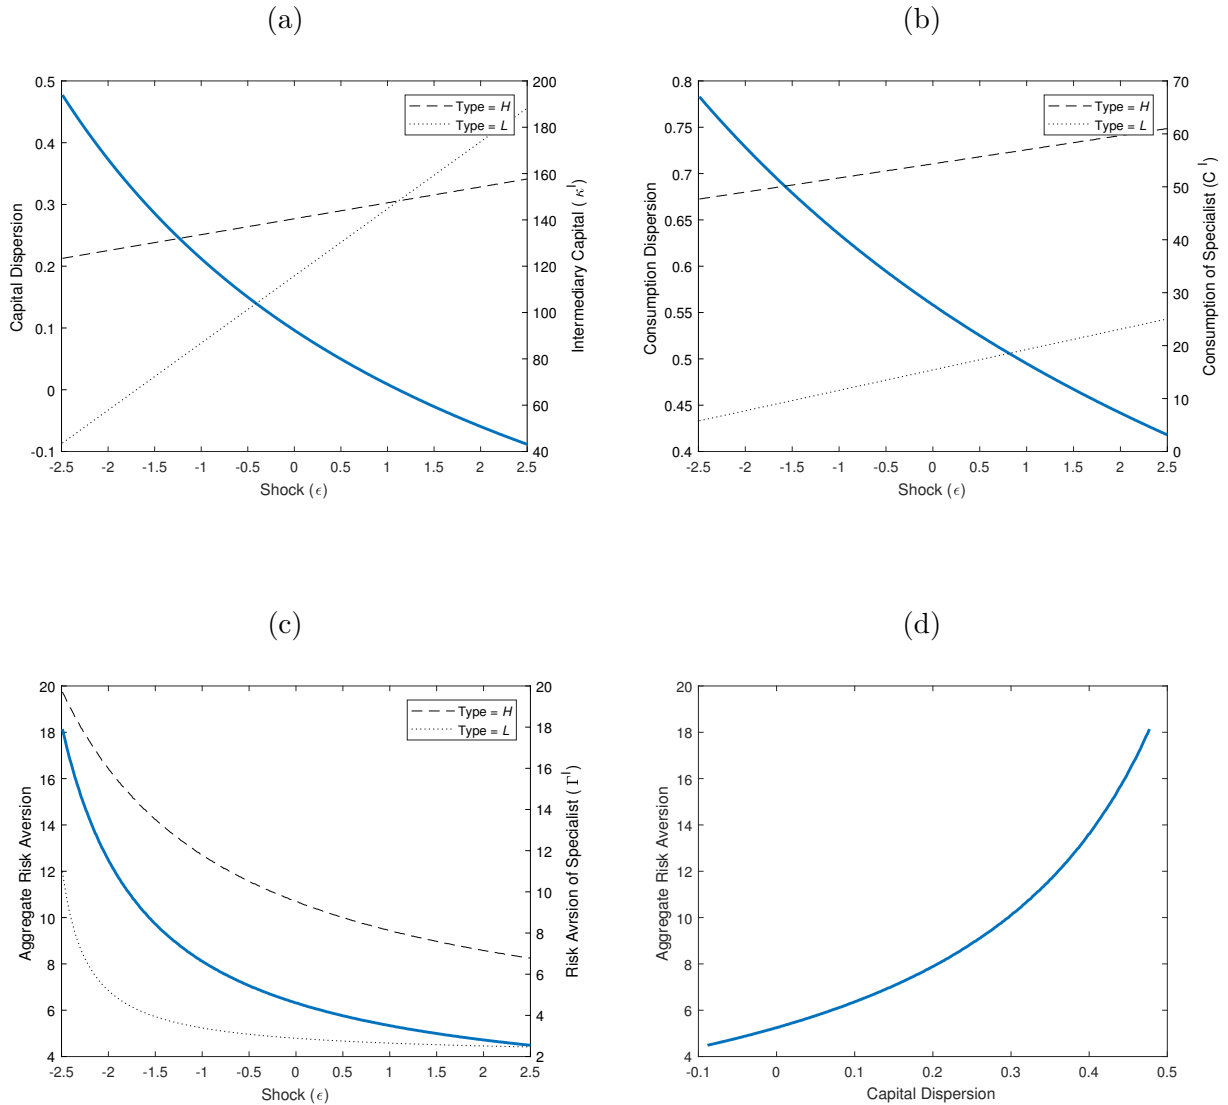 (a)
0.5
0.4
0.3
0.2
0.1
0
-0.1
Capital Dispersion
200
180
160
140
120
100
80
60
40
Intermediary Capital ( κI)
Type = H
Type = L
-2.5 -2 -1.5 -1 -0.5 0 0.5 1 1.5 2 2.5
Shock (ϵ)
(b)
0.8
0.75
0.7
0.65
0.6
0.55
0.5
0.45
0.4
Consumption Dispersion
70
60
50
40
30
20
10
0
Consumption of Specialist (C I)
Type = H
Type = L
-2.5 -2 -1.5 -1 -0.5 0 0.5 1 1.5 2 2.5
Shock (ϵ)
(c)
20
18
16
14
12
10
8
6
4
Aggregate Risk Aversion
20
18
16
14
12
10
8
6
4
2
Risk Avrsion of Specialist ( ΓI)
Type = H
Type = L
-2.5 -2 -1.5 -1 -0.5 0 0.5 1 1.5 2 2.5
Shock (ϵ)
(d)
20
18
16
14
12
10
8
6
4
Aggregate Risk Aversion
-0.1 0 0.1 0.2 0.3 0.4 0.5
Capital Dispersion